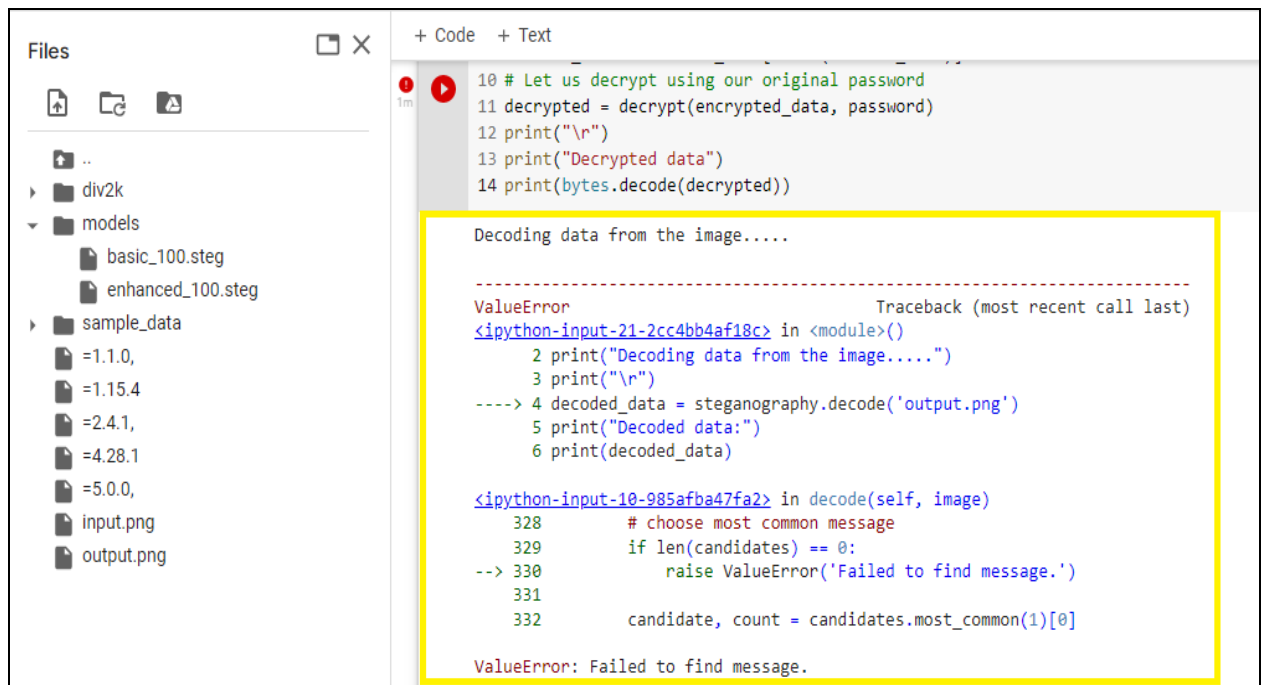 Files
..
div2k
models
basic_100.steg
enhanced_100.steg
sample_data
=1.1.0,
=1.15.4
=2.4.1,
=4.28.1
=5.0.0,
input.png
output.png
+ Code + Text
1m
10 # Let us decrypt using our original password
11 decrypted = decrypt(encrypted_data, password)
12 print("\r")
13 print("Decrypted data")
14 print(bytes.decode(decrypted))
Decoding data from the image.....
---------------------------------------------------------------------------
ValueError Traceback (most recent call last)
<ipython-input-21-2cc4bb4af18c> in <module>()
2 print("Decoding data from the image.....")
3 print("\r")
----> 4 decoded_data = steganography.decode('output.png')
5 print("Decoded data:")
6 print(decoded_data)
<ipython-input-10-985afba47fa2> in decode(self, image)
328 # choose most common message
329 if len(candidates) == 0:
--> 330 raise ValueError('Failed to find message.')
331
332 candidate, count = candidates.most_common(1)[0]
ValueError: Failed to find message.